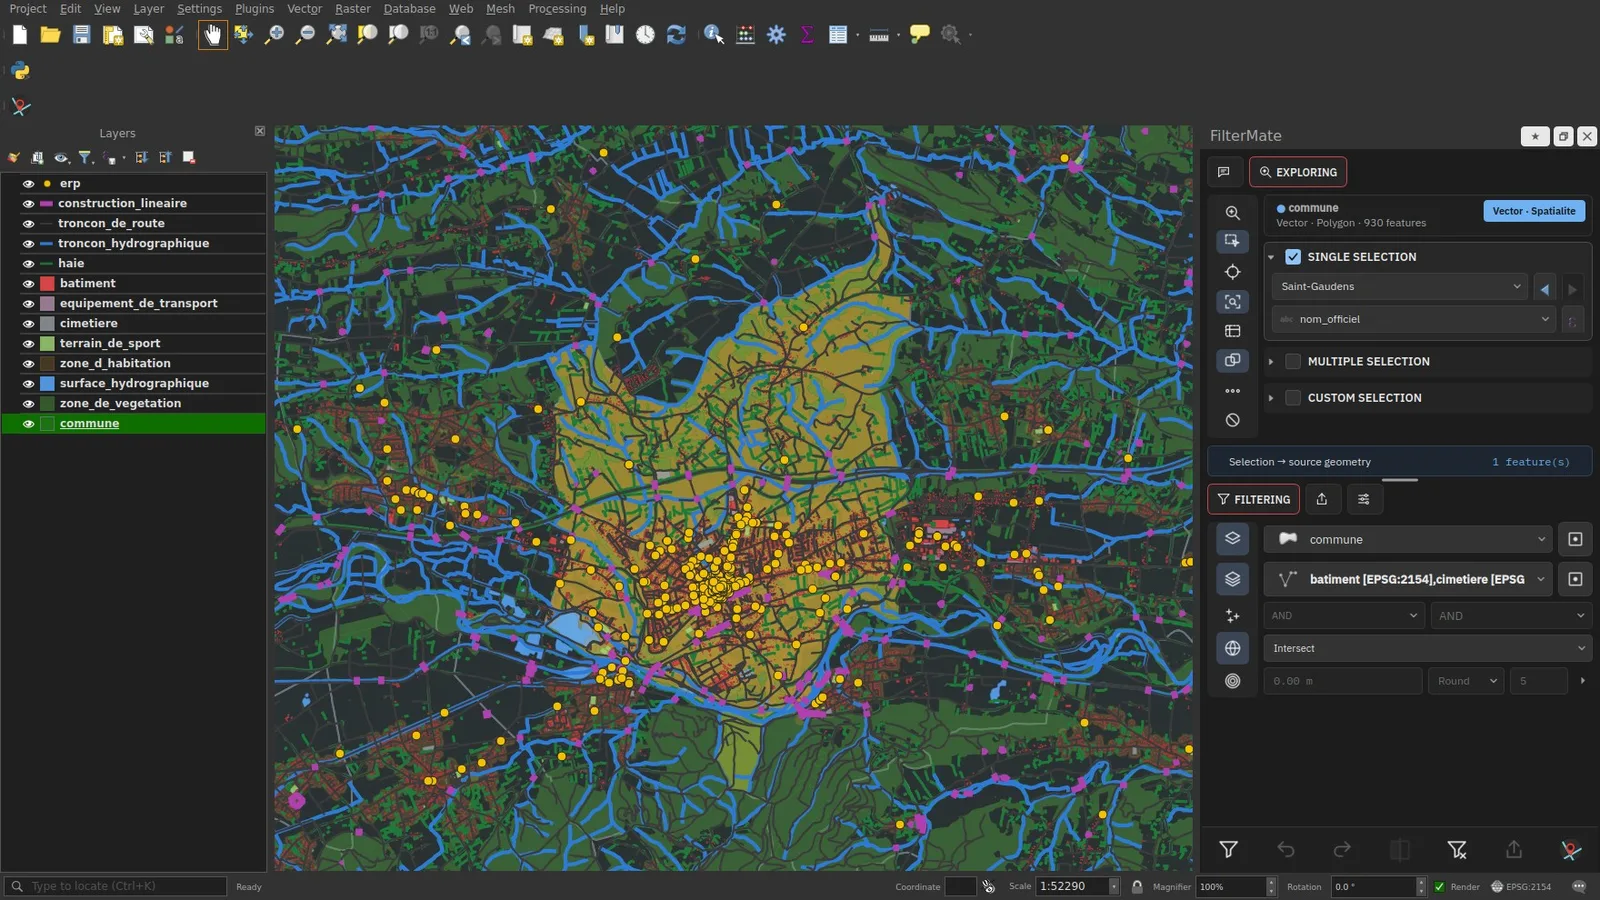 Project Edit View Layer Settings Plugins Vector Raster Database Web Mesh Processing Help
Layers
erp
construction_lineaire
troncon_de_route
troncon_hydrographique
haie
batiment
equipement_de_transport
cimetiere
terrain_de_sport
zone_d_habitation
surface_hydrographique
zone_de_vegetation
commune
FilterMate
EXPLORING
commune
Vector · Polygon · 930 features
Vector · Spatialite
SINGLE SELECTION
Saint-Gaudens
abc nom_officiel
MULTIPLE SELECTION
CUSTOM SELECTION
Selection → source geometry 1 feature(s)
FILTERING
commune
batiment [EPSG:2154],cimetiere [EPSG
AND AND
Intersect
0.00 m Round 5
Type to locate (Ctrl+K) Ready Coordinate Scale 1:52290 Magnifier 100% Rotation 0.0 ° Render EPSG:2154